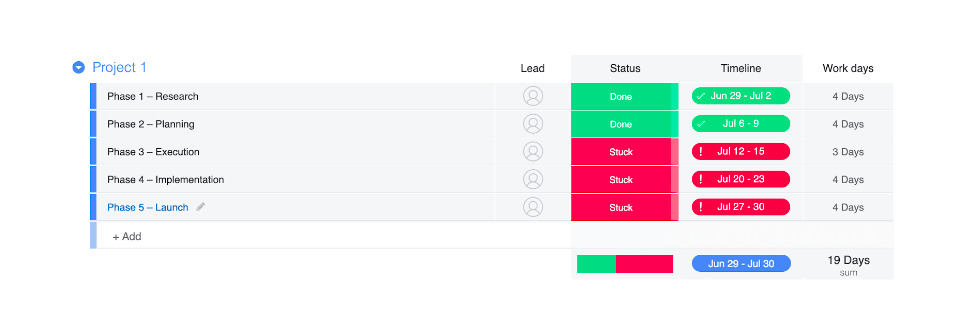 Project 1 Lead Status Timeline Work days
Phase 1 – Research Done Jun 29 - Jul 2 4 Days
Phase 2 – Planning Done Jul 6 - 9 4 Days
Phase 3 – Execution Stuck ! Jul 12 - 15 3 Days
Phase 4 – Implementation Stuck ! Jul 20 - 23 4 Days
Phase 5 – Launch Stuck ! Jul 27 - 30 4 Days
+ Add
Jun 29 - Jul 30 19 Days
sum